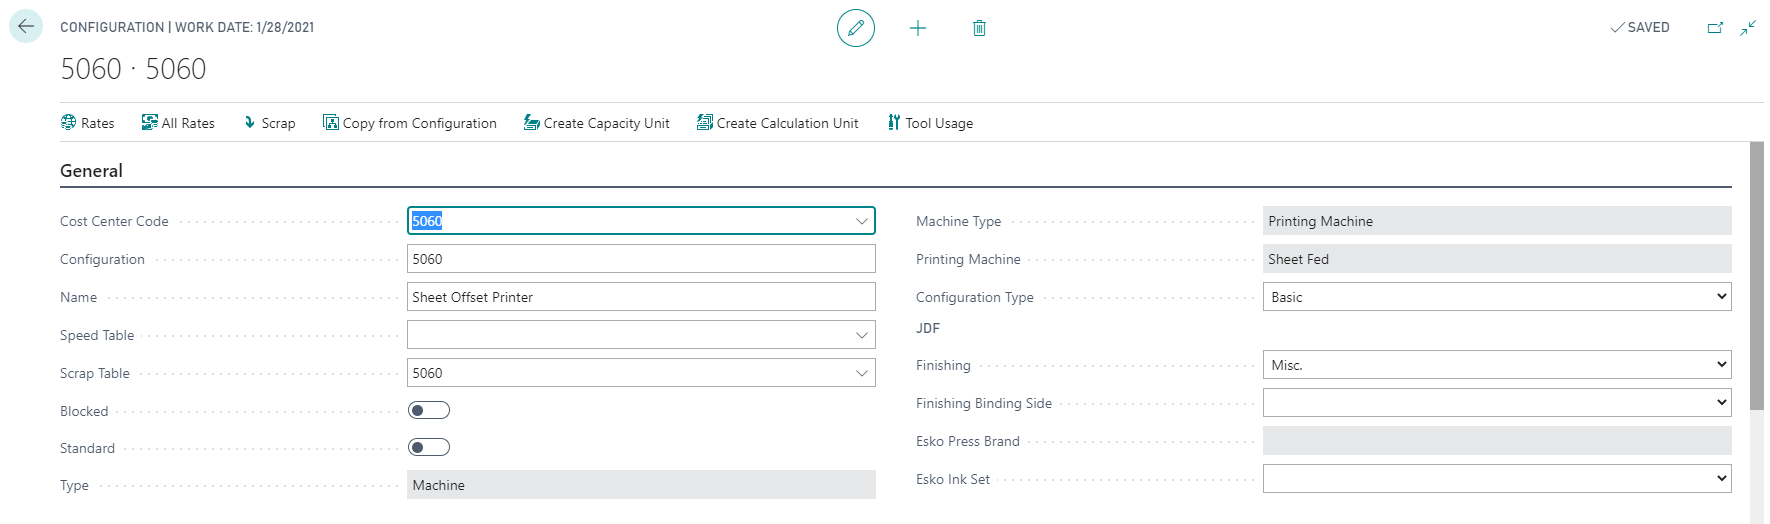 CONFIGURATION | WORK DATE: 1/28/2021
SAVED
5060 · 5060
Rates
All Rates
Scrap
Copy from Configuration
Create Capacity Unit
Create Calculation Unit
Tool Usage
General
Cost Center Code
5060
Configuration
5060
Name
Sheet Offset Printer
Speed Table
Scrap Table
5060
Blocked
Standard
Type
Machine
Machine Type
Printing Machine
Printing Machine
Sheet Fed
Configuration Type
Basic
JDF
Finishing
Misc.
Finishing Binding Side
Esko Press Brand
Esko Ink Set